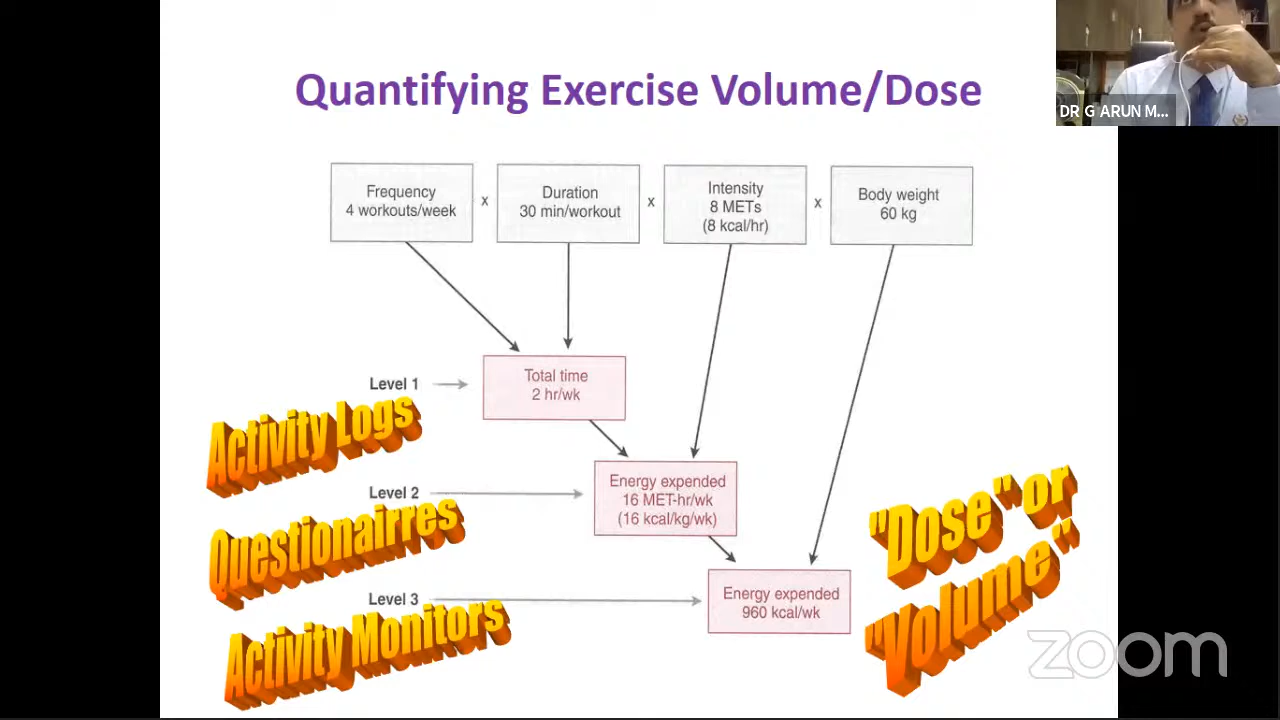 Quantifying Exercise Volume/Dose
DR G ARUN M...
Frequency
4 workouts/week
x
Duration
30 min/workout
x
Intensity
8 METs
(8 kcal/hr)
x
Body weight
60 kg
Level 1
Total time
2 hr/wk
Activity Logs
Level 2
Energy expended
16 MET-hr/wk
(16 kcal/kg/wk)
Questionairres
"Dose" or
"Volume"
Level 3
Energy expended
960 kcal/wk
Activity Monitors
zoom